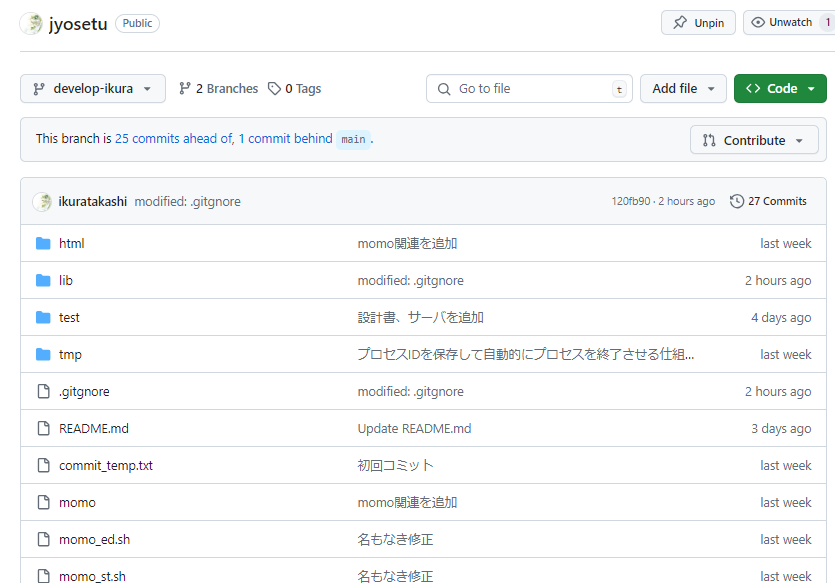 jyosetu Public Unpin Unwatch 1
develop-ikura 2 Branches 0 Tags Go to file t Add file Code
This branch is 25 commits ahead of, 1 commit behind main . Contribute
ikuratakashi modified: .gitgnore 120fb90 · 2 hours ago 27 Commits
html momo関連を追加 last week
lib modified: .gitgnore 2 hours ago
test 設計書、サーバを追加 4 days ago
tmp プロセスIDを保存して自動的にプロセスを終了させる仕組... last week
.gitgnore modified: .gitgnore 2 hours ago
README.md Update README.md 3 days ago
commit_temp.txt 初回コミット last week
momo momo関連を追加 last week
momo_ed.sh 名もなき修正 last week
momo_st.sh 名もなき修正 last week